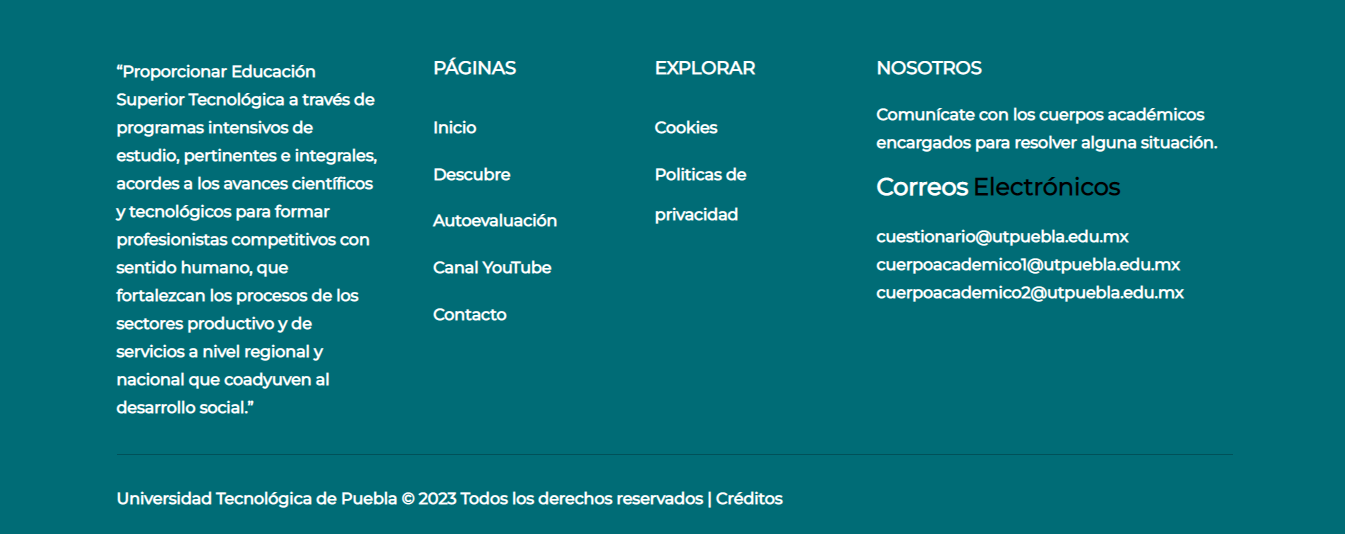 “Proporcionar Educación
Superior Tecnológica a través de
programas intensivos de
estudio, pertinentes e integrales,
acordes a los avances científicos
y tecnológicos para formar
profesionistas competitivos con
sentido humano, que
fortalezcan los procesos de los
sectores productivo y de
servicios a nivel regional y
nacional que coadyuven al
desarrollo social.”
PÁGINAS
Inicio
Descubre
Autoevaluación
Canal YouTube
Contacto
EXPLORAR
Cookies
Politicas de
privacidad
NOSOTROS
Comunícate con los cuerpos académicos
encargados para resolver alguna situación.
Correos Electrónicos
cuestionario@utpuebla.edu.mx
cuerpoacademico1@utpuebla.edu.mx
cuerpoacademico2@utpuebla.edu.mx
Universidad Tecnológica de Puebla © 2023 Todos los derechos reservados | Créditos